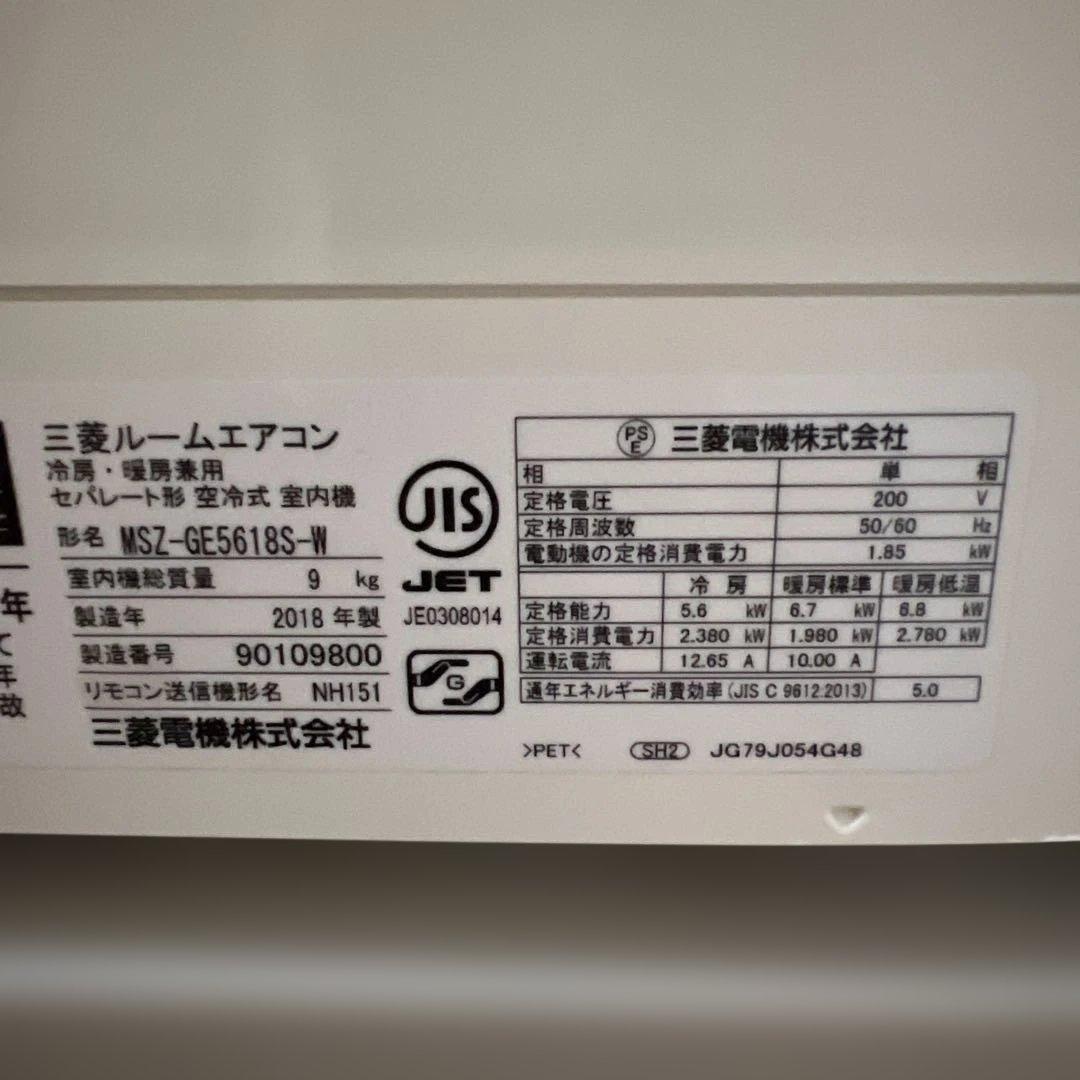 年
て
年
故
三菱ルームエアコン
冷房・暖房兼用
セパレート形 空冷式 室内機
形名 MSZ-GE5618S-W
室内機総質量 9 kg
製造年 2018 年製
製造番号 90109800
リモコン送信機形名 NH151
三菱電機株式会社
JIS
JET
JE0308014
G
PS E 三菱電機株式会社
相 単 相
定格電圧 200 V
定格周波数 50/60 Hz
電動機の定格消費電力 1.85 kW
冷 房 暖房標準 暖房低温
定格能力 5.6 kW 6.7 kW 6.8 kW
定格消費電力 2.380 kW 1.980 kW 2.780 kW
運転電流 12.65 A 10.00 A
通年エネルギー消費効率(JIS C 9612:2013) 5.0
>PET< SH2 JG79J054G48